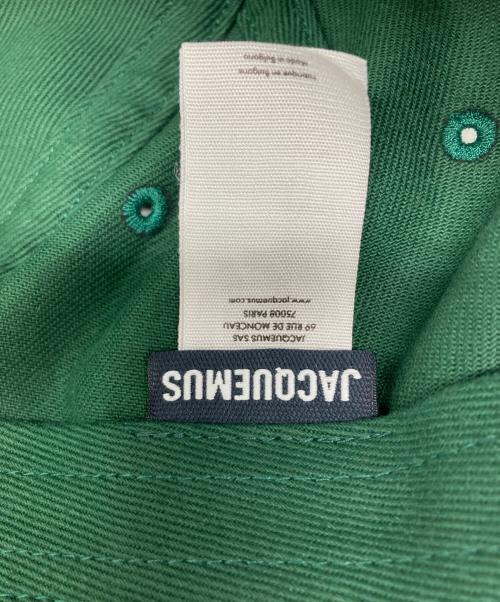 JACQUEMUS
JACQUEMUS SAS
69 RUE DE MONCEAU
75008 PARIS
www.jacquemus.com
Fabriqué en Bulgarie
Made in Bulgaria